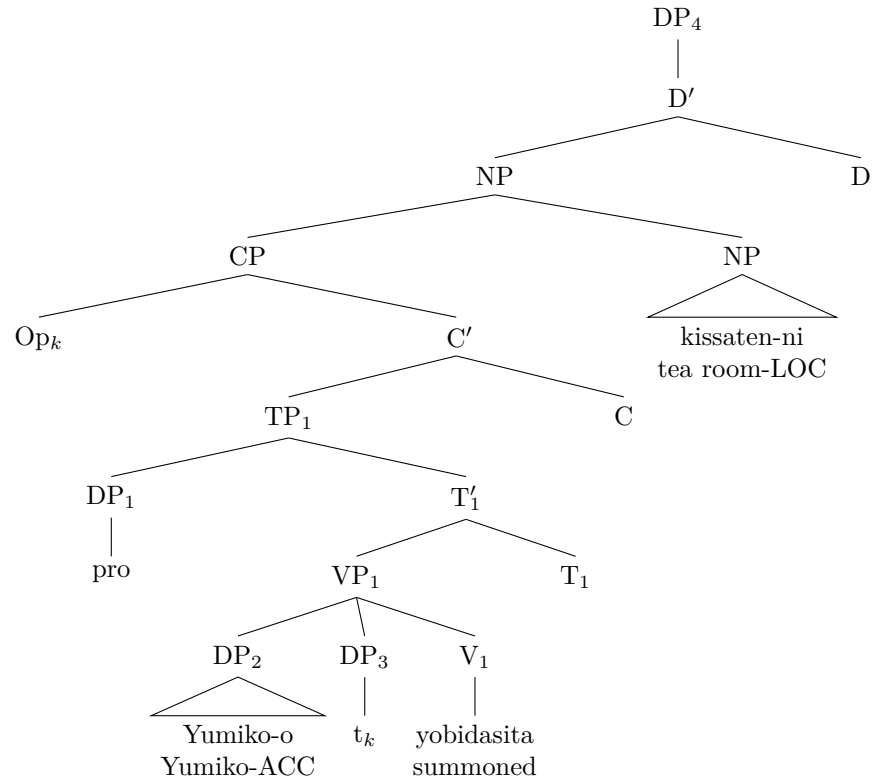 DP₄
D′
NP D
CP NP
Opₖ C′ kissaten-ni
tea room-LOC
TP₁ C
DP₁ T′₁
pro VP₁ T₁
DP₂ DP₃ V₁
Yumiko-o tₖ yobidasita
Yumiko-ACC summoned